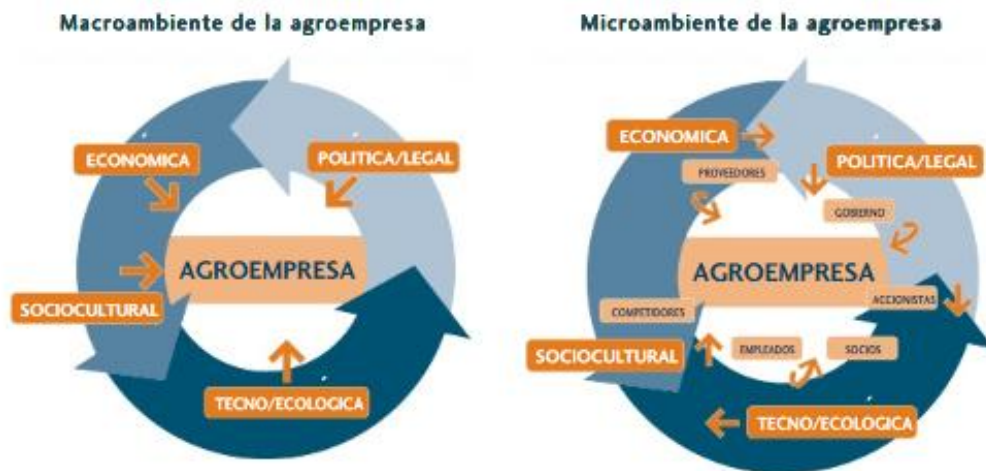 Macroambiente de la agroempresa
ECONOMICA
POLITICA/LEGAL
AGROEMPRESA
SOCIOCULTURAL
TECNO/ECOLOGICA
Microambiente de la agroempresa
ECONOMICA
POLITICA/LEGAL
PROVEEDORES
GOBIERNO
AGROEMPRESA
ACCIONISTAS
COMPETIDORES
SOCIOCULTURAL
EMPLEADOS
SOCIOS
TECNO/ECOLOGICA